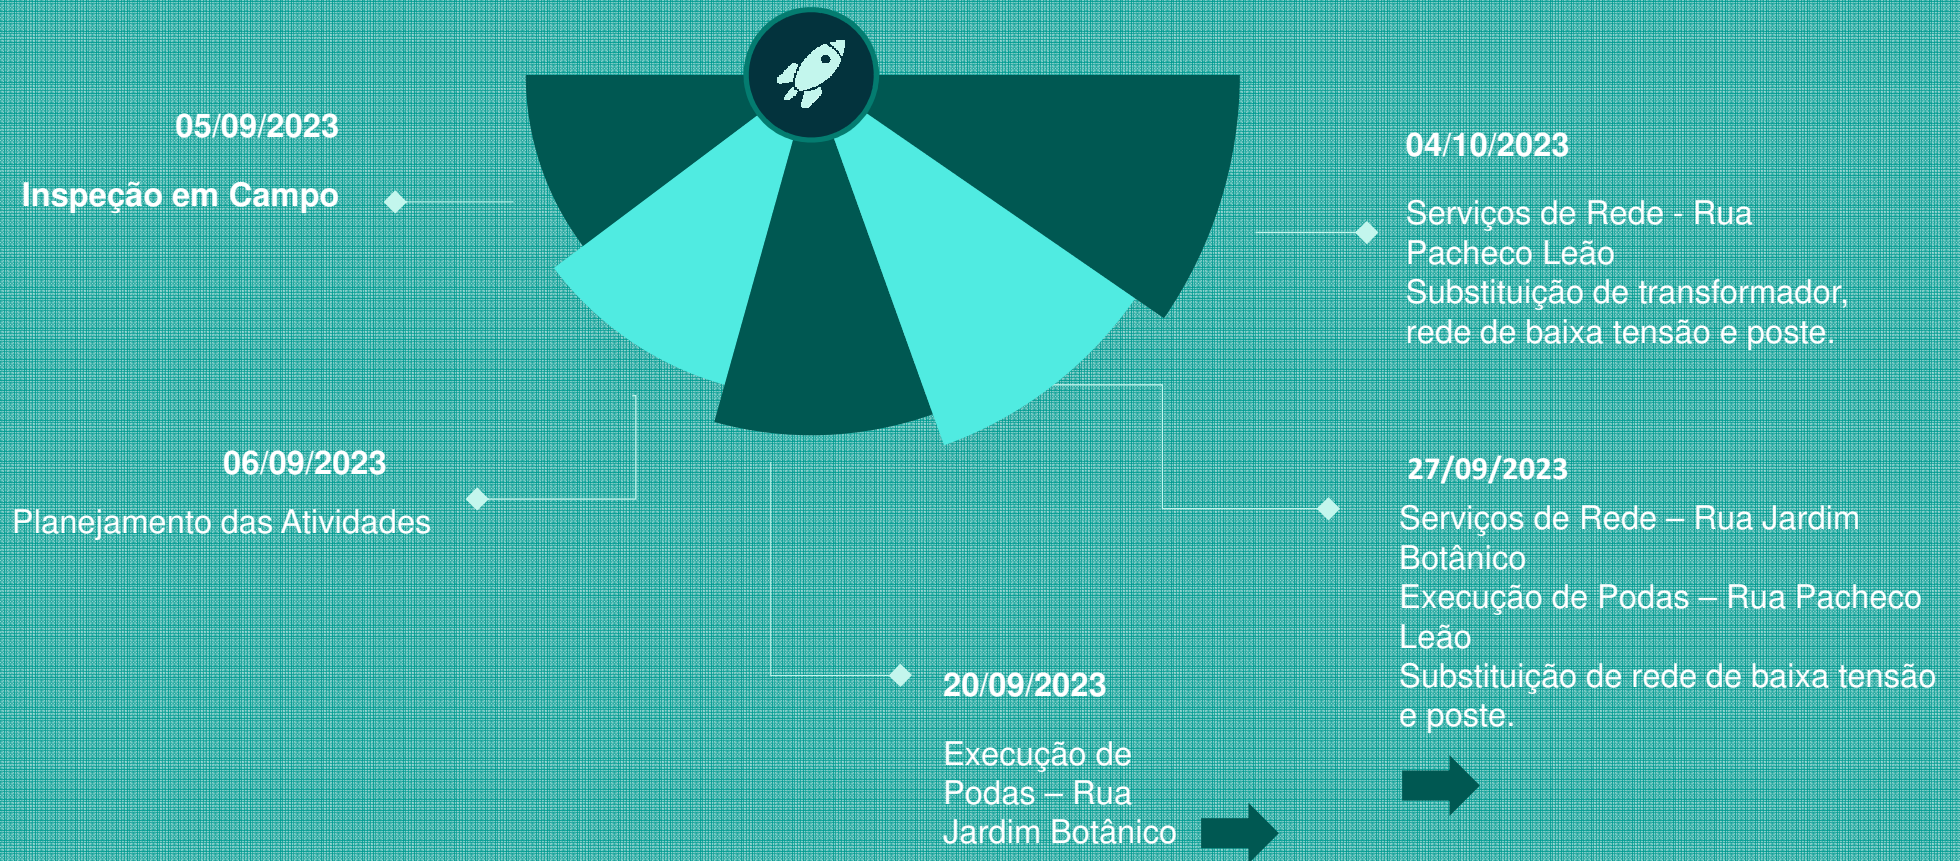 05/09/2023
Inspeção em Campo
06/09/2023
Planejamento das Atividades
20/09/2023
Execução de
Podas – Rua
Jardim Botânico
27/09/2023
Serviços de Rede – Rua Jardim
Botânico
Execução de Podas – Rua Pacheco
Leão
Substituição de rede de baixa tensão
e poste.
04/10/2023
Serviços de Rede - Rua
Pacheco Leão
Substituição de transformador,
rede de baixa tensão e poste.